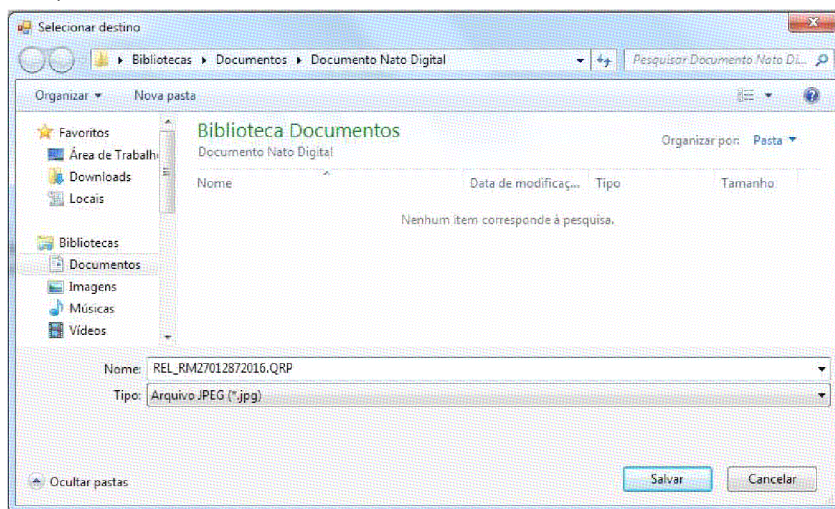 Selecionar destino
Bibliotecas ▸ Documentos ▸ Documento Nato Digital
Pesquisar Documento Nato Di...
Organizar Nova pasta
Favoritos
Área de Trabalh
Downloads
Locais
Bibliotecas
Documentos
Imagens
Músicas
Vídeos
Biblioteca Documentos
Documento Nato Digital
Organizar por: Pasta
Nome Data de modificaç... Tipo Tamanho
Nenhum item corresponde à pesquisa.
Nome: REL_RM27012872016.QRP
Tipo: Arquivo JPEG (*.jpg)
Ocultar pastas
Salvar Cancelar